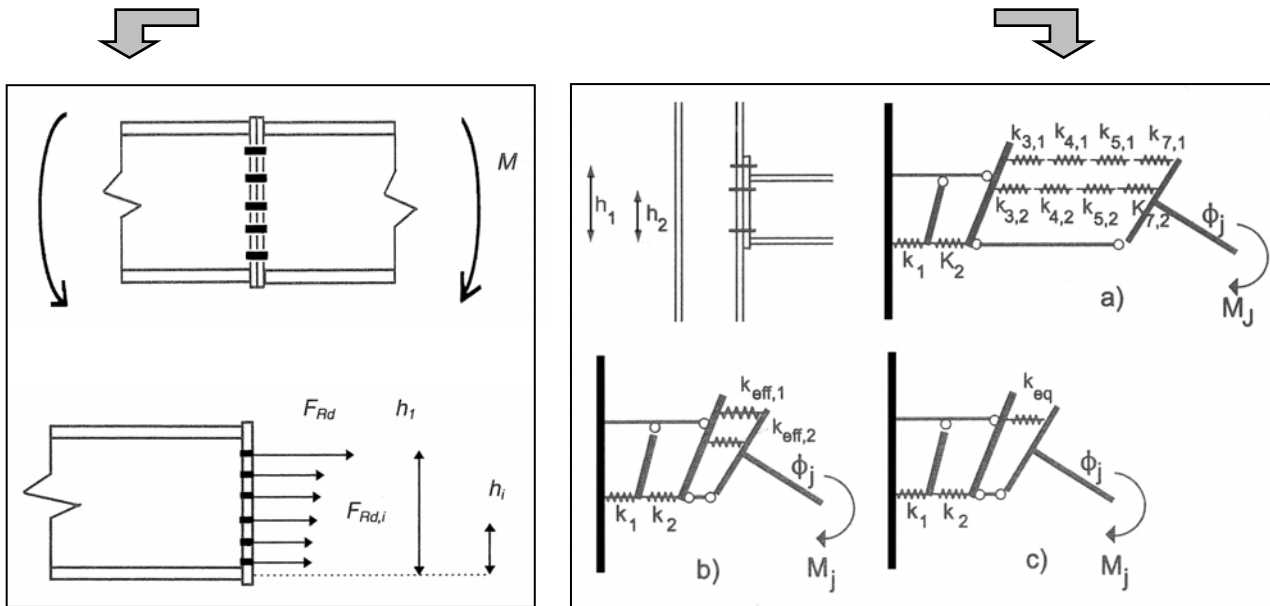 M
F_Rd
h_1
F_Rd,i
h_i
h_1
h_2
k_3,1 k_4,1 k_5,1 k_7,1
k_3,2 k_4,2 k_5,2 K_7,2
ϕ_j
k_1 K_2
a)
M_J
k_eff,1
k_eff,2
ϕ_j
k_1 k_2
b)
M_j
k_eq
ϕ_j
k_1 k_2
c)
M_j